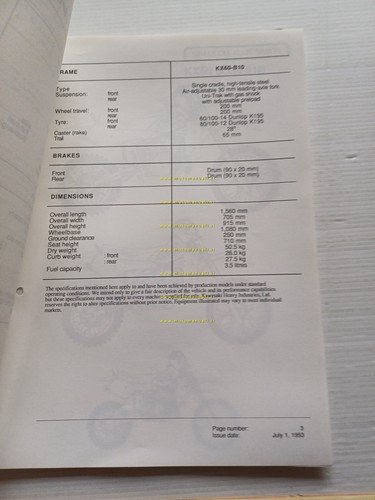 FRAME KX60-B10
Type Single cradle, high-tensile steel
Suspension: front Air-adjustable 30 mm leading-axle fork
rear Uni-Trak with gas shock
with adjustable preload
Wheel travel: front 200 mm
rear 200 mm
Tyre: front 60/100-14 Dunlop K195
rear 80/100-12 Dunlop K195
Caster (rake) 28°
Trail 65 mm
BRAKES
Front Drum (90 x 20 mm)
Rear Drum (90 x 20 mm)
DIMENSIONS
Overall length 1,560 mm
Overall width 705 mm
Overall height 915 mm
Wheelbase 1,080 mm
Ground clearance 250 mm
Seat height 710 mm
Dry weight 50.5 kg
Curb weight :front 26.0 kg
:rear 27.5 kg
Fuel capacity 3.5 litres
The specifications mentioned here apply to and have been achieved by production models under standard
operating conditions. We intend only to give a fair description of the vehicle and its performance capabilities
but these specifications may not apply to every machine supplied for sale. Kawasaki Heavy Industries, Ltd.
reserves the right to alter specifications without prior notice. Equipment illustrated may vary to meet individual
markets.
Page number: 3
Issue date: July 1, 1993